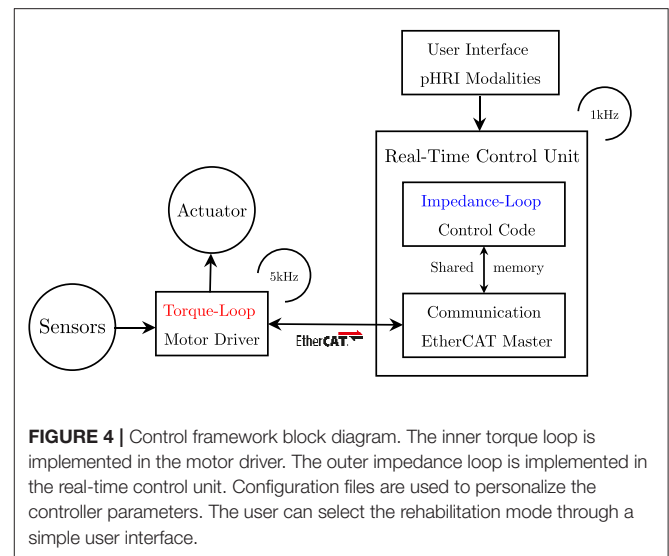 User Interface
pHRI Modalities
1kHz
Real-Time Control Unit
Impedance-Loop
Control Code
Shared memory
Communication
EtherCAT Master
Actuator
5kHz
Sensors
Torque-Loop
Motor Driver
EtherCAT.
FIGURE 4 | Control framework block diagram. The inner torque loop is
implemented in the motor driver. The outer impedance loop is implemented in
the real-time control unit. Configuration files are used to personalize the
controller parameters. The user can select the rehabilitation mode through a
simple user interface.